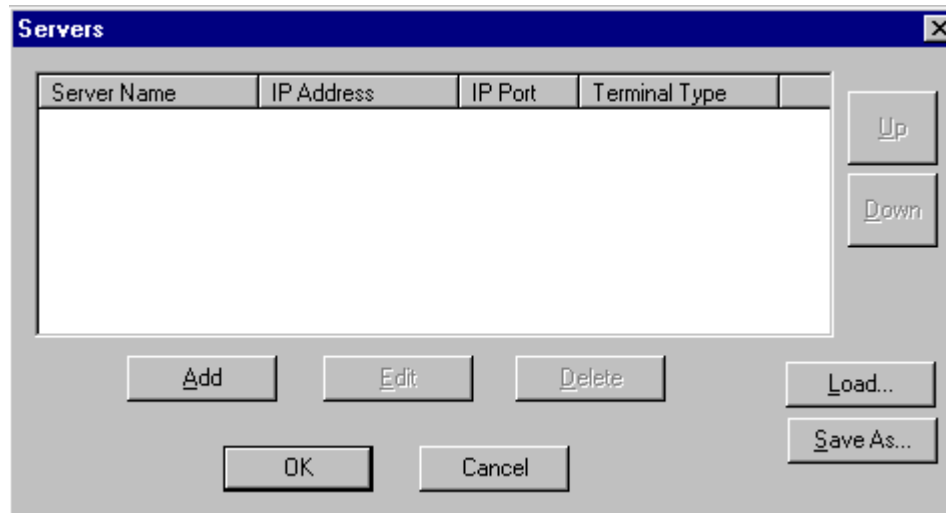 Servers
Server Name IP Address IP Port Terminal Type
Up
Down
Add Edit Delete
Load...
Save As...
OK Cancel